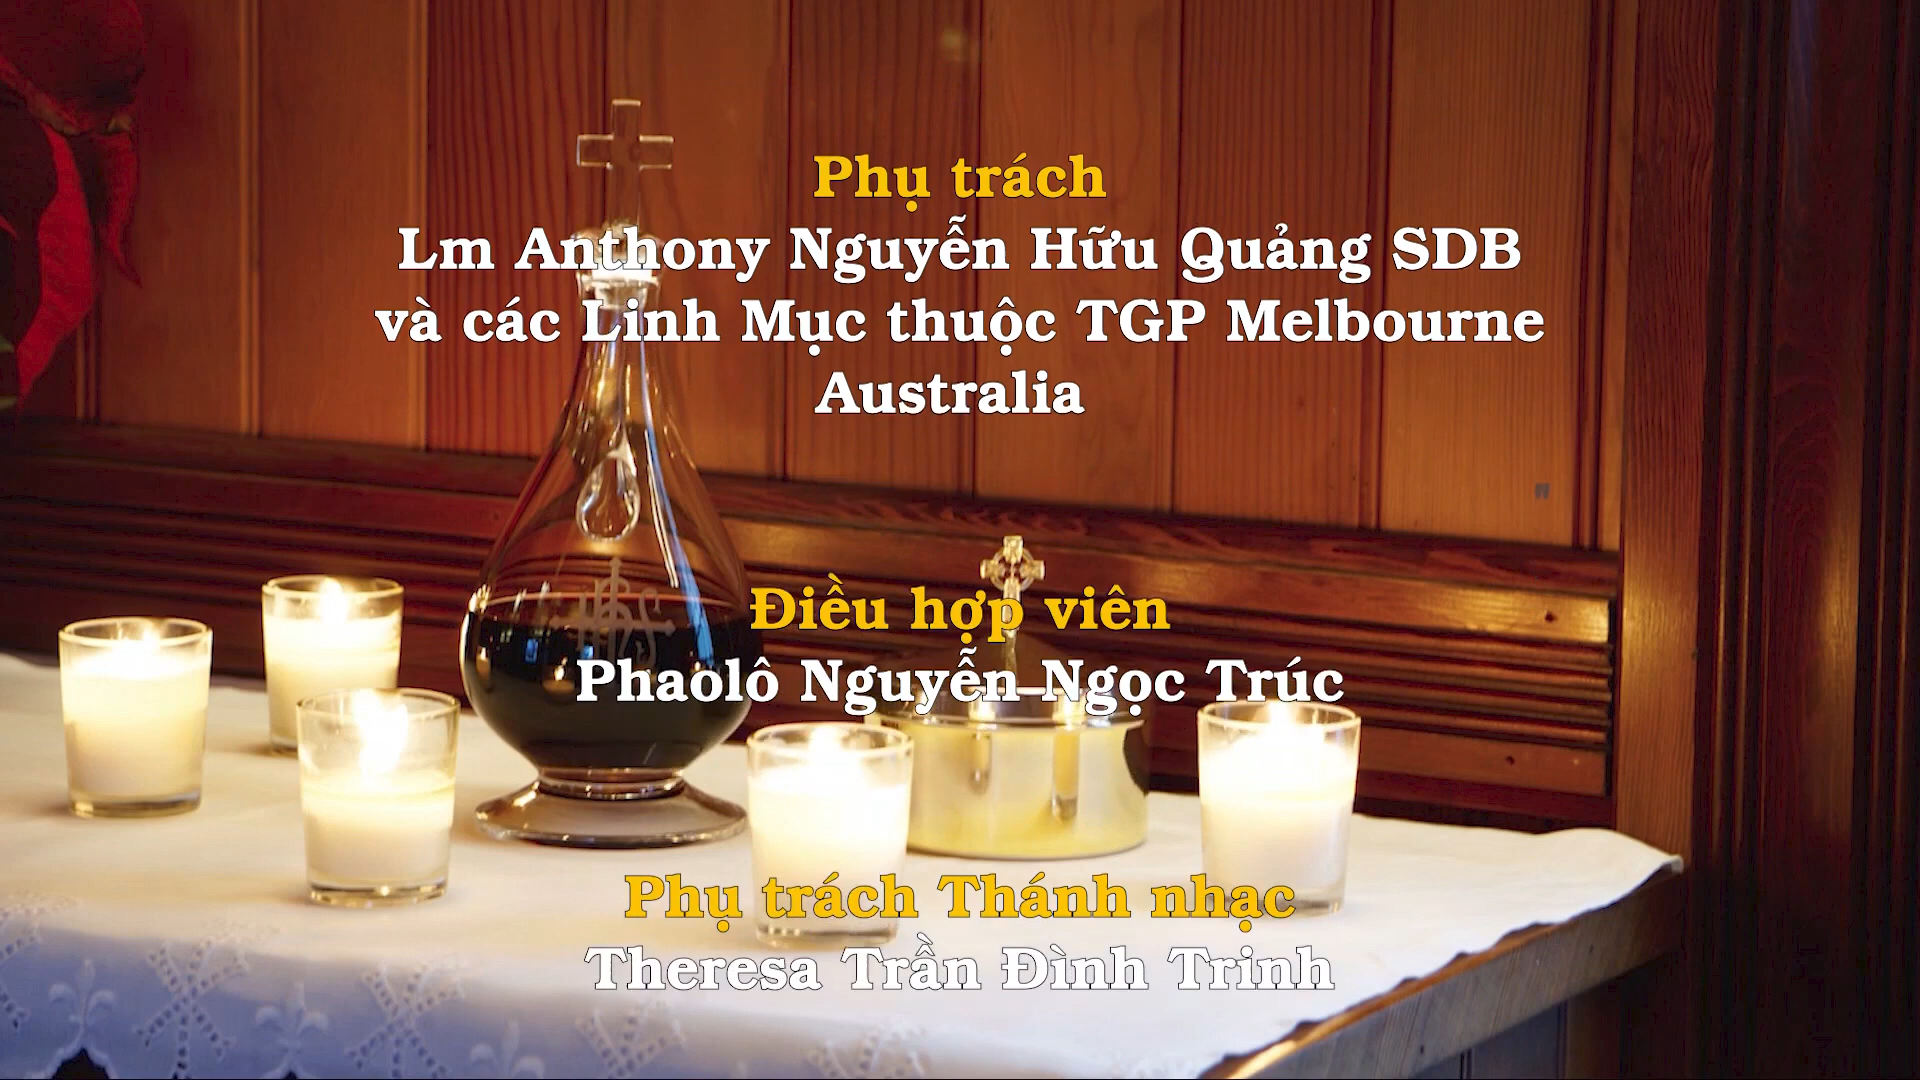 Phụ trách
Lm Anthony Nguyễn Hữu Quảng SDB
và các Linh Mục thuộc TGP Melbourne
Australia
Điều hợp viên
Phaolô Nguyễn Ngọc Trúc
Phụ trách Thánh nhạc
Theresa Trần Đình Trinh